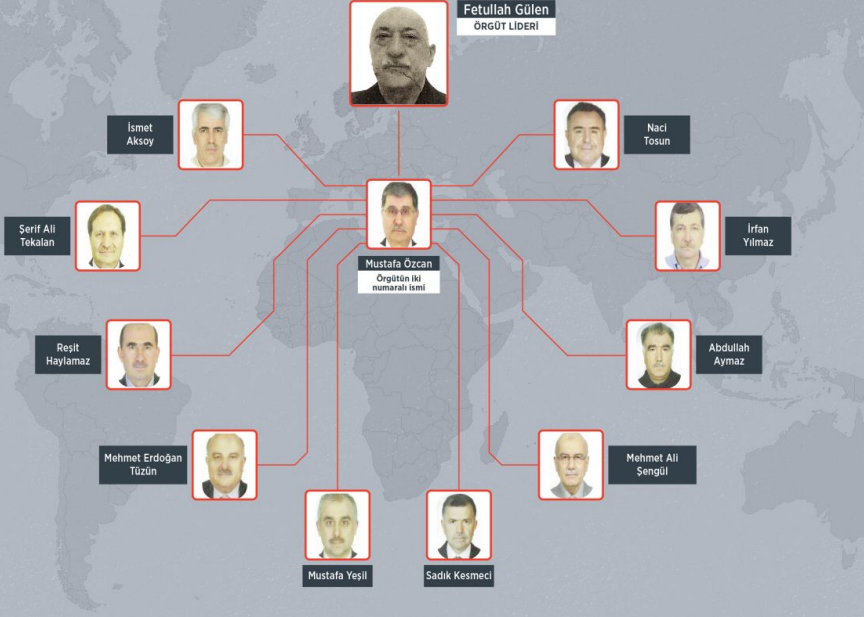 Fetullah Gülen
ÖRGÜT LİDERİ
İsmet
Aksoy
Naci
Tosun
Şerif Ali
Tekalan
İrfan
Yılmaz
Mustafa Özcan
Örgütün iki
numaralı ismi
Reşit
Haylamaz
Abdullah
Aymaz
Mehmet Erdoğan
Tüzün
Mehmet Ali
Şengül
Mustafa Yeşil
Sadık Kesmeci